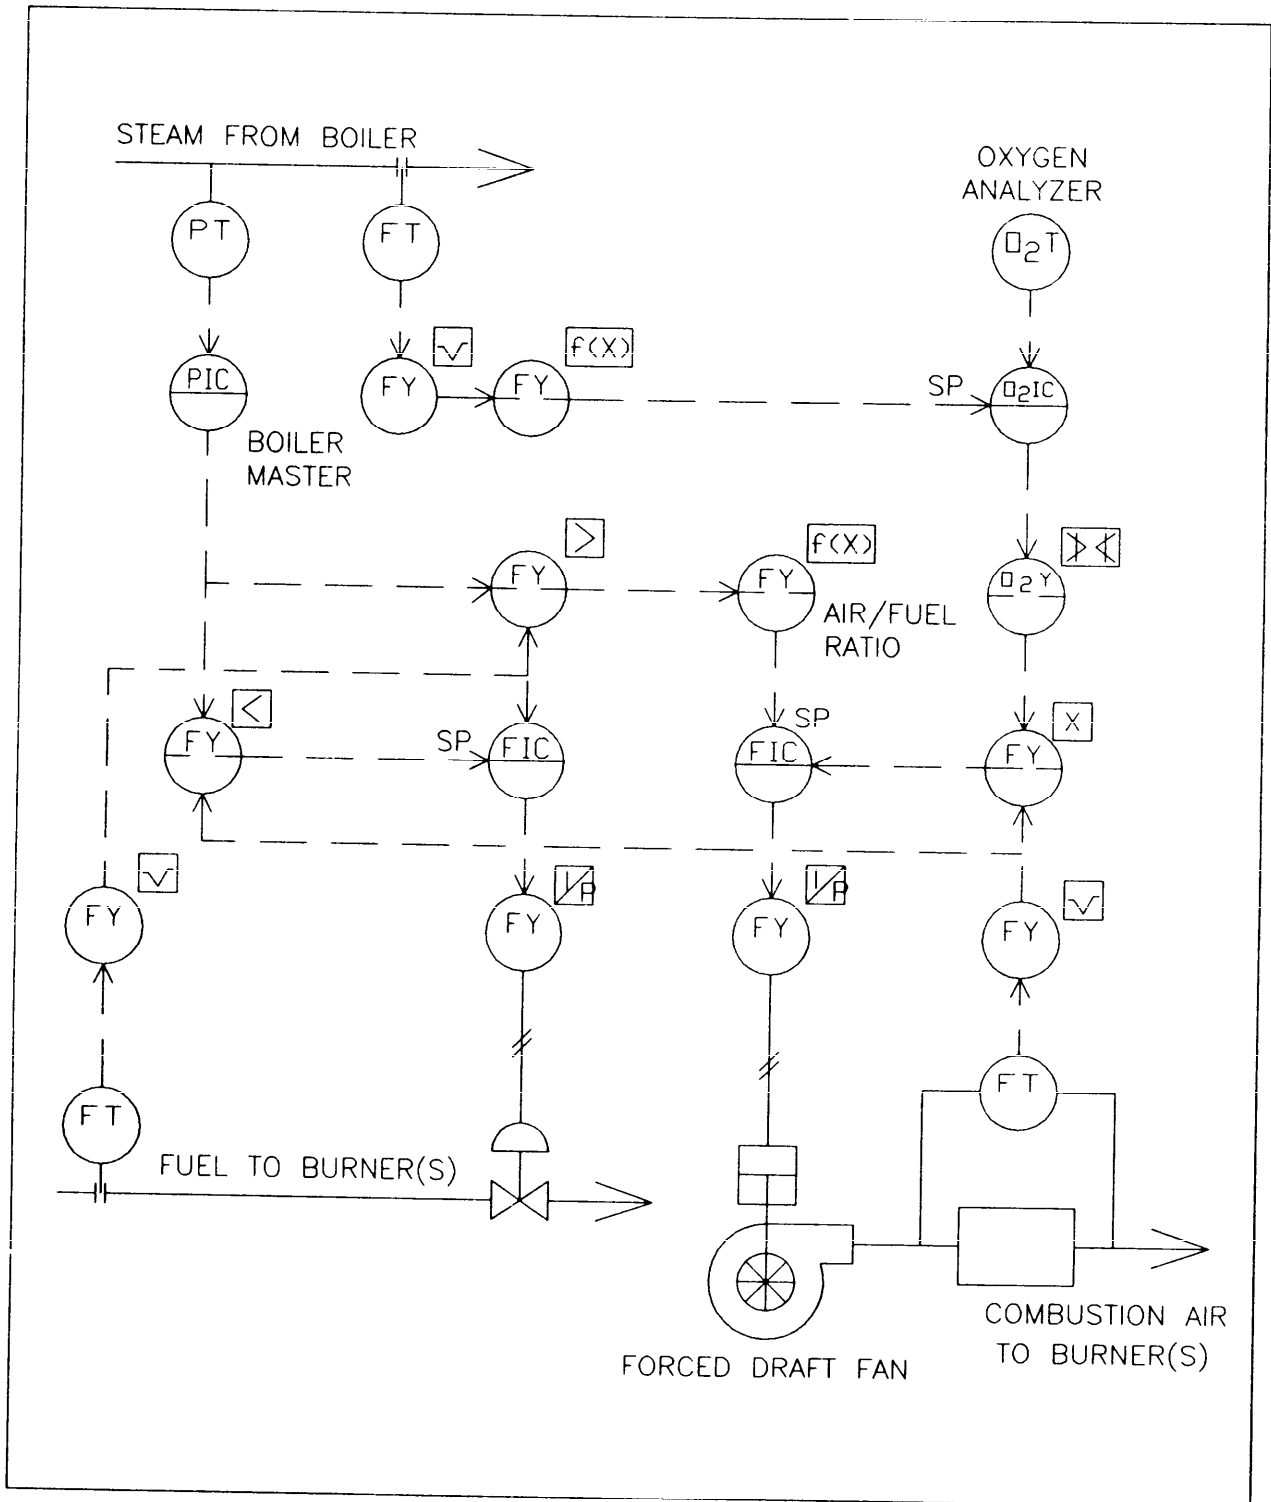 STEAM FROM BOILER
OXYGEN
ANALYZER
PT
FT
O2T
√
f(X)
PIC
FY
FY
SP
O2IC
BOILER
MASTER
>
f(X)
FY
FY
O2Y
AIR/FUEL
RATIO
<
SP
X
FY
SP
FIC
FIC
FY
√
I/P
I/P
√
FY
FY
FY
FY
FT
FT
FUEL TO BURNER(S)
COMBUSTION AIR
TO BURNER(S)
FORCED DRAFT FAN